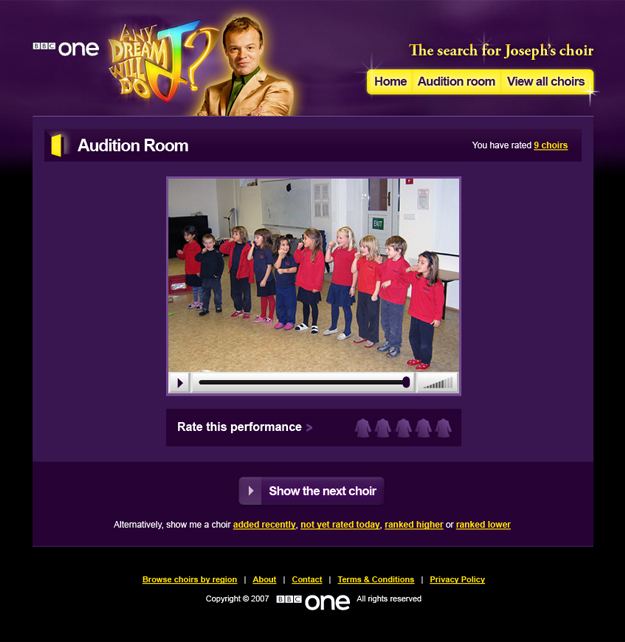 BBC one
ANY DREAM WILL DO J?
The search for Joseph's choir
Home Audition room View all choirs
Audition Room
You have rated 9 choirs
EXIT
Rate this performance >
Show the next choir
Alternatively, show me a choir added recently, not yet rated today, ranked higher or ranked lower
Browse choirs by region | About | Contact | Terms & Conditions | Privacy Policy
Copyright © 2007 BBC one All rights reserved